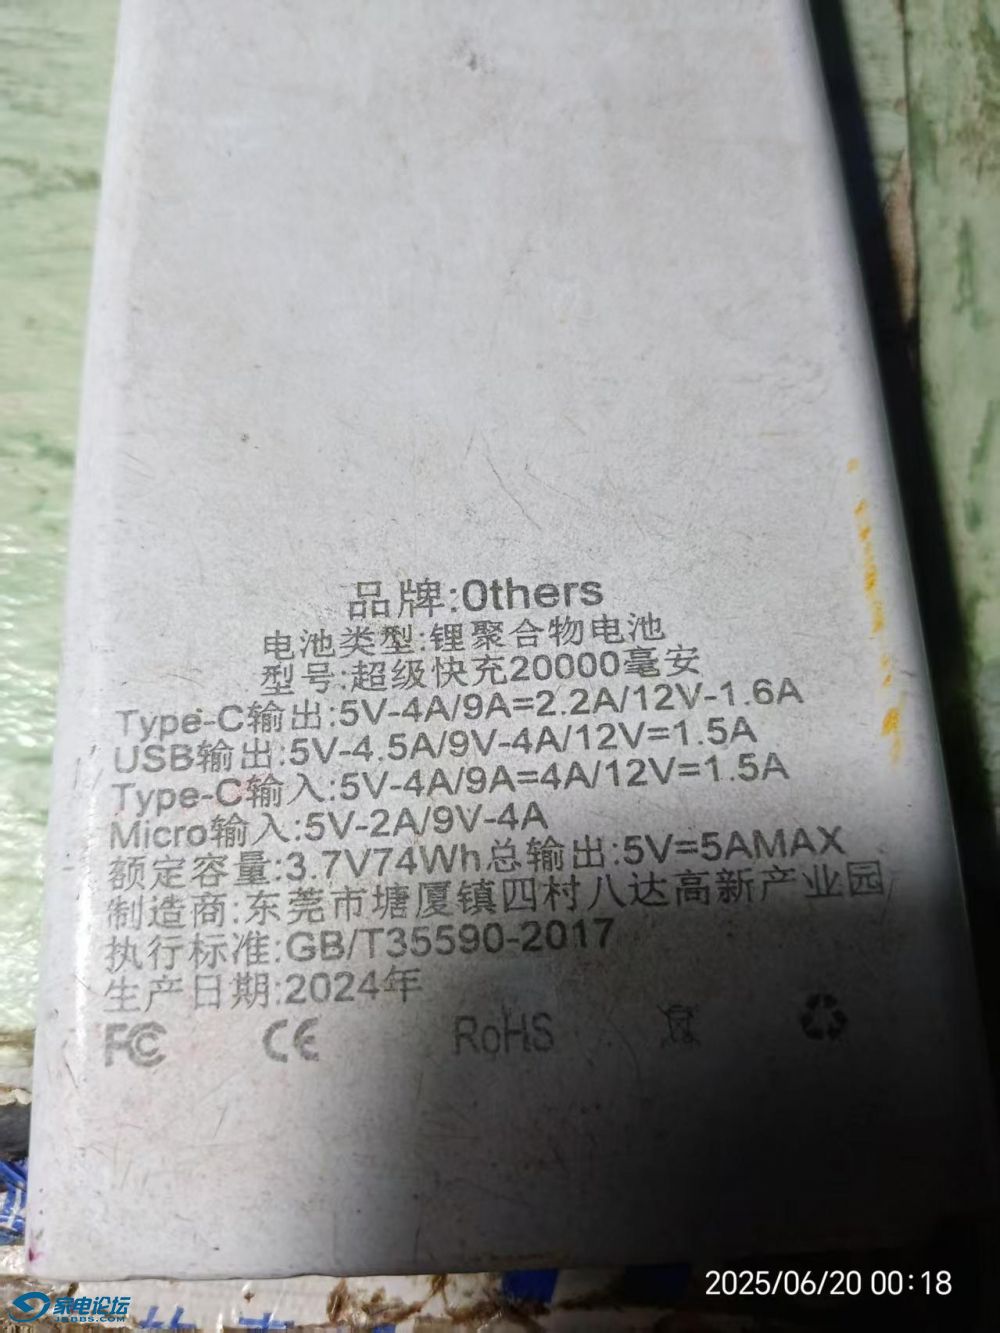 品牌:Others
电池类型:锂聚合物电池
型号:超级快充20000毫安
Type-C输出:5V-4A/9A=2.2A/12V-1.6A
USB输出:5V-4.5A/9V-4A/12V=1.5A
Type-C输入:5V-4A/9A=4A/12V=1.5A
Micro输入:5V-2A/9V-4A
额定容量:3.7V74Wh总输出:5V=5AMAX
制造商:东莞市塘厦镇四村八达高新产业园
执行标准:GB/T35590-2017
生产日期:2024年
FC CE RoHS
2025/06/20 00:18
家电论坛
JDBBS.COM